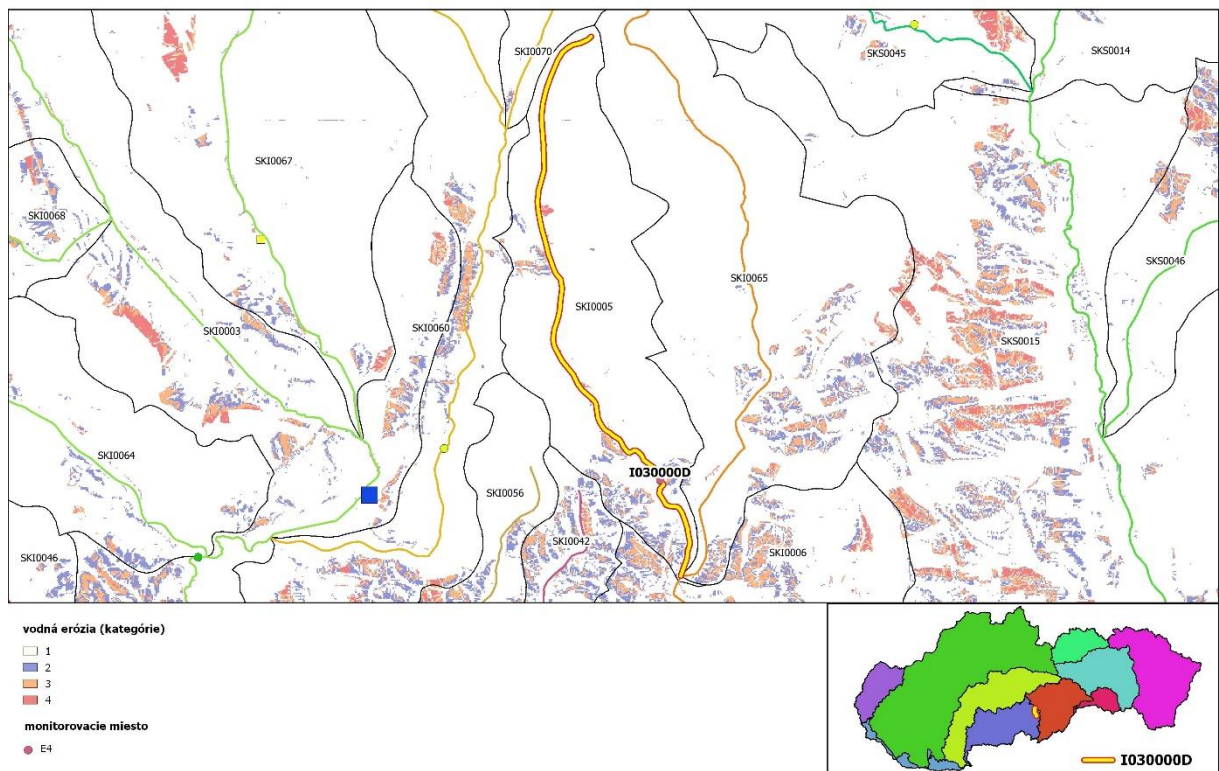 SKI0070
SKS0045
SKS0014
SKI0067
SKI0068
SKS0046
SKI0065
SKI0005
SKI0003
SKI0060
SKS0015
SKI0064
I030000D
SKI0056
SKI0042
SKI0006
SKI0046
vodná erózia (kategórie)
1
2
3
4
monitorovacie miesto
E4
I030000D